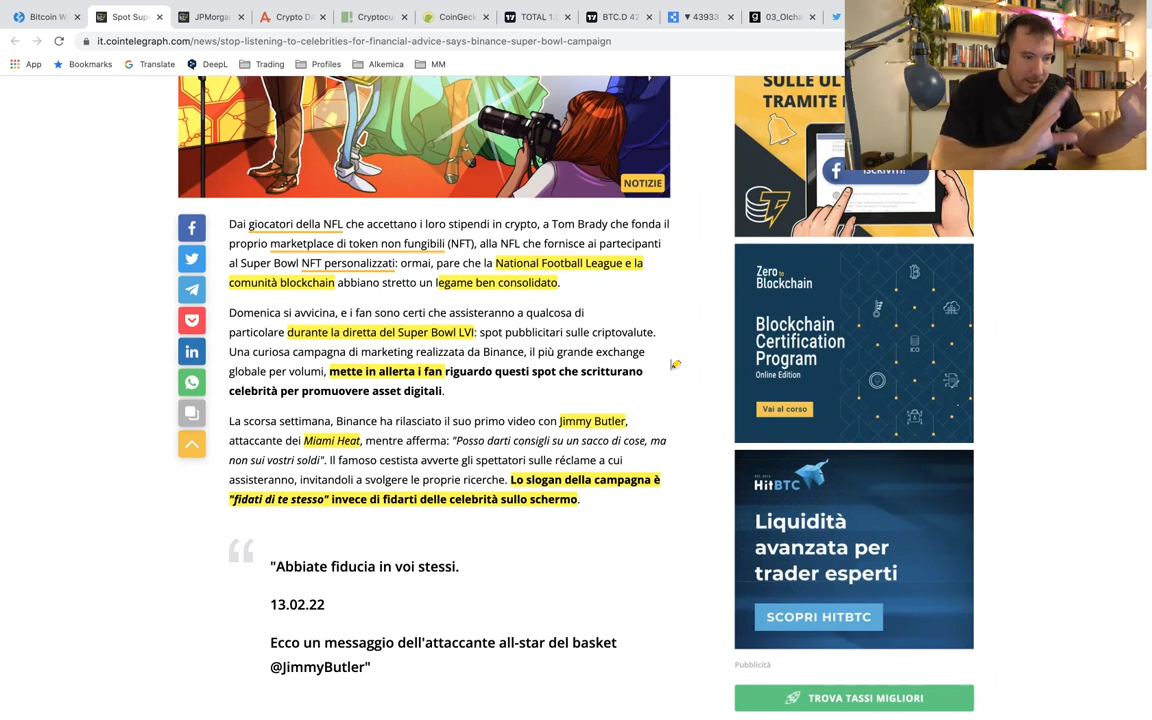 Bitcoin W
Spot Sup
JPMorga
Crypto D
Cryptocu
CoinGeck
TOTAL 1.
BTC.D 42
▼ 43933
03_Olcha
it.cointelegraph.com/news/stop-listening-to-celebrities-for-financial-advice-says-binance-super-bowl-campaign
App
Bookmarks
Translate
DeepL
Trading
Profiles
Alkemica
MM
NOTIZIE
Dai giocatori della NFL che accettano i loro stipendi in crypto, a Tom Brady che fonda il
proprio marketplace di token non fungibili (NFT), alla NFL che fornisce ai partecipanti
al Super Bowl NFT personalizzati: ormai, pare che la National Football League e la
comunità blockchain abbiano stretto un legame ben consolidato.
Domenica si avvicina, e i fan sono certi che assisteranno a qualcosa di
particolare durante la diretta del Super Bowl LVI: spot pubblicitari sulle criptovalute.
Una curiosa campagna di marketing realizzata da Binance, il più grande exchange
globale per volumi, mette in allerta i fan riguardo questi spot che scritturano
celebrità per promuovere asset digitali.
La scorsa settimana, Binance ha rilasciato il suo primo video con Jimmy Butler,
attaccante dei Miami Heat, mentre afferma: "Posso darti consigli su un sacco di cose, ma
non sui vostri soldi". Il famoso cestista avverte gli spettatori sulle réclame a cui
assisteranno, invitandoli a svolgere le proprie ricerche. Lo slogan della campagna è
"fidati di te stesso" invece di fidarti delle celebrità sullo schermo.
"Abbiate fiducia in voi stessi.
13.02.22
Ecco un messaggio dell'attaccante all-star del basket
@JimmyButler"
SULLE UL
TRAMITE
ISCRIVITI!
Zero to
Blockchain
Blockchain
Certification
Program
Online Edition
ICO
Vai al corso
HitBTC
Liquidità
avanzata per
trader esperti
SCOPRI HITBTC
Pubblicità
TROVA TASSI MIGLIORI